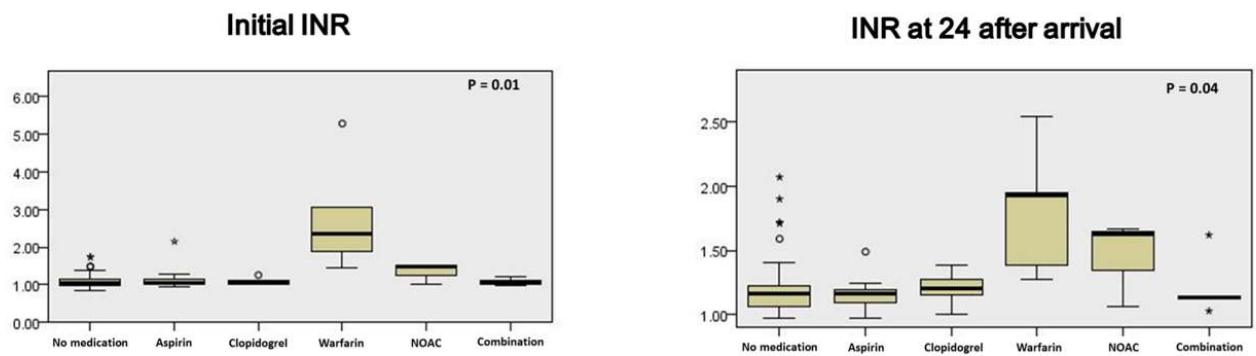 Initial INR
P = 0.01
6.00
5.00
4.00
3.00
2.00
1.00
0.00
No medication Aspirin Clopidogrel Warfarin NOAC Combination
INR at 24 after arrival
P = 0.04
2.50
2.00
1.50
1.00
No medication Aspirin Clopidogrel Warfarin NOAC Combination